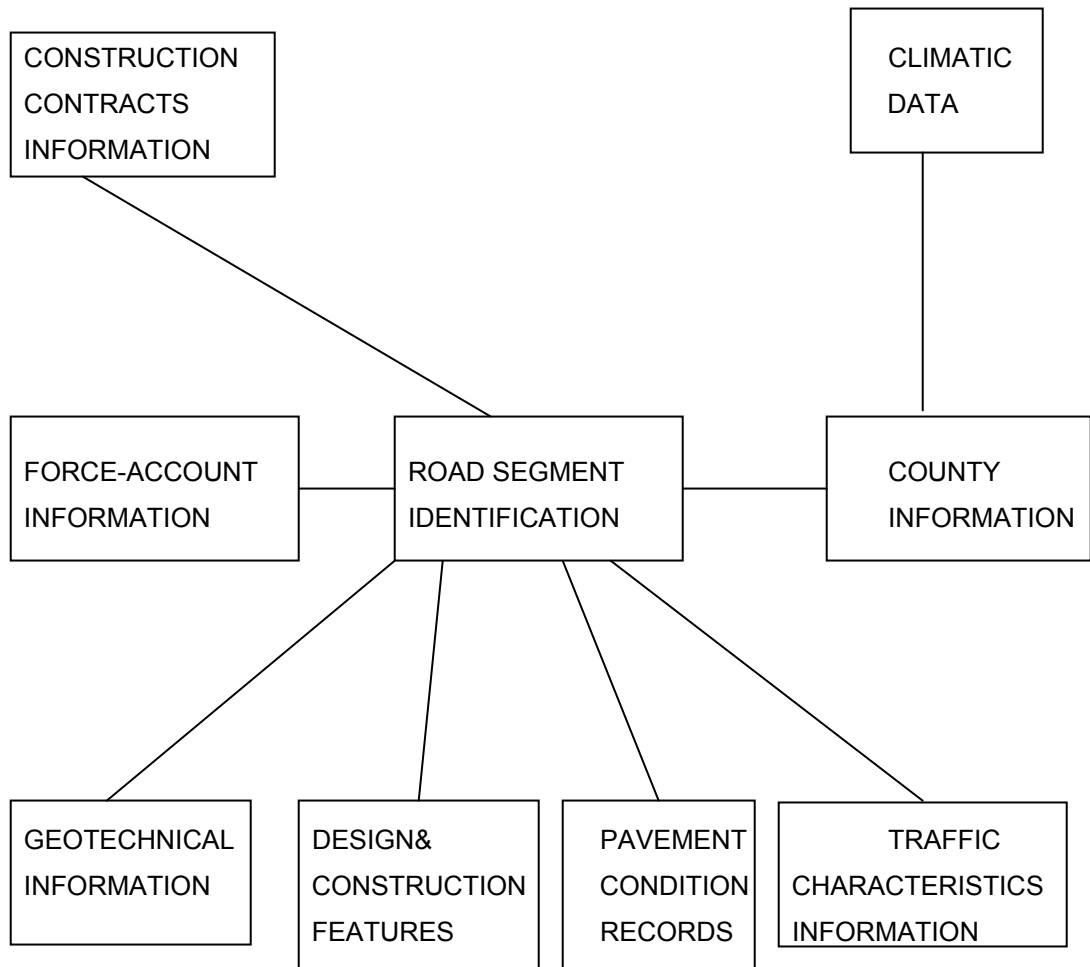 CONSTRUCTION
CONTRACTS
INFORMATION
CLIMATIC
DATA
FORCE-ACCOUNT
INFORMATION
ROAD SEGMENT
IDENTIFICATION
COUNTY
INFORMATION
GEOTECHNICAL
INFORMATION
DESIGN&
CONSTRUCTION
FEATURES
PAVEMENT
CONDITION
RECORDS
TRAFFIC
CHARACTERISTICS
INFORMATION